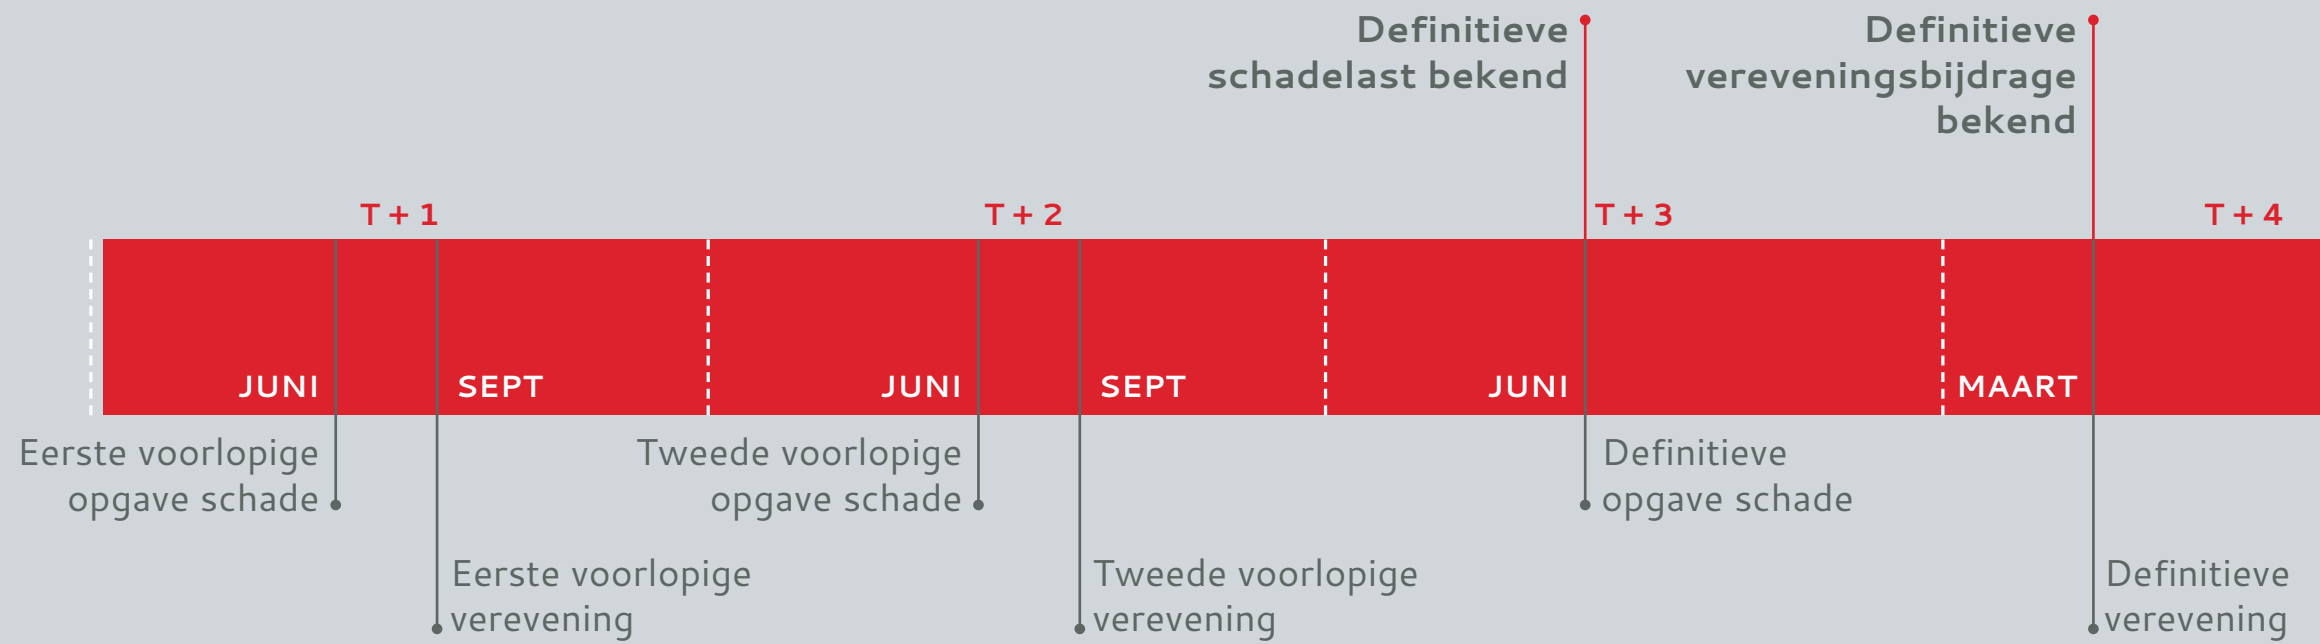 Definitieve
schadelast bekend
Definitieve
vereveningsbijdrage
bekend
T + 1
T + 2
T + 3
T + 4
JUNI
SEPT
JUNI
SEPT
JUNI
MAART
Eerste voorlopige
opgave schade
Tweede voorlopige
opgave schade
Definitieve
opgave schade
Eerste voorlopige
verevening
Tweede voorlopige
verevening
Definitieve
verevening